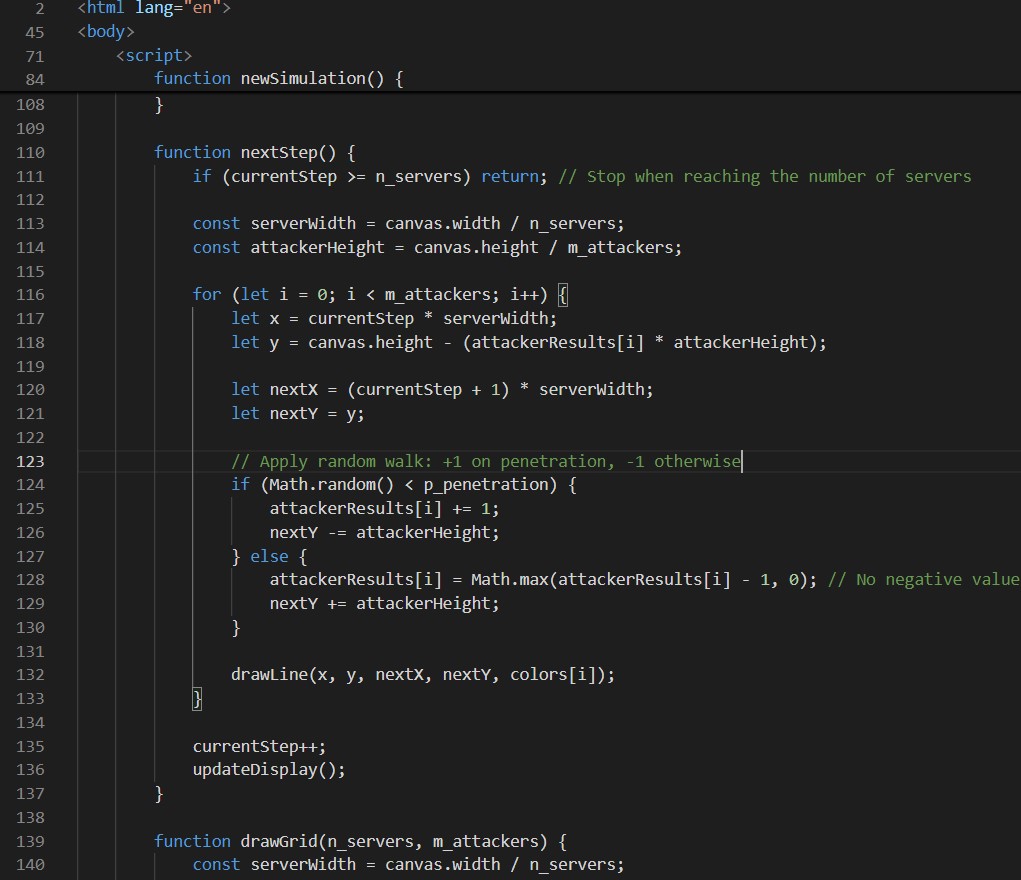 2 <html lang="en">
45 <body>
71 <script>
84 function newSimulation() {
108 }
109
110 function nextStep() {
111 if (currentStep >= n_servers) return; // Stop when reaching the number of servers
112
113 const serverWidth = canvas.width / n_servers;
114 const attackerHeight = canvas.height / m_attackers;
115
116 for (let i = 0; i < m_attackers; i++) {
117 let x = currentStep * serverWidth;
118 let y = canvas.height - (attackerResults[i] * attackerHeight);
119
120 let nextX = (currentStep + 1) * serverWidth;
121 let nextY = y;
122
123 // Apply random walk: +1 on penetration, -1 otherwise
124 if (Math.random() < p_penetration) {
125 attackerResults[i] += 1;
126 nextY -= attackerHeight;
127 } else {
128 attackerResults[i] = Math.max(attackerResults[i] - 1, 0); // No negative value
129 nextY += attackerHeight;
130 }
131
132 drawLine(x, y, nextX, nextY, colors[i]);
133 }
134
135 currentStep++;
136 updateDisplay();
137 }
138
139 function drawGrid(n_servers, m_attackers) {
140 const serverWidth = canvas.width / n_servers;